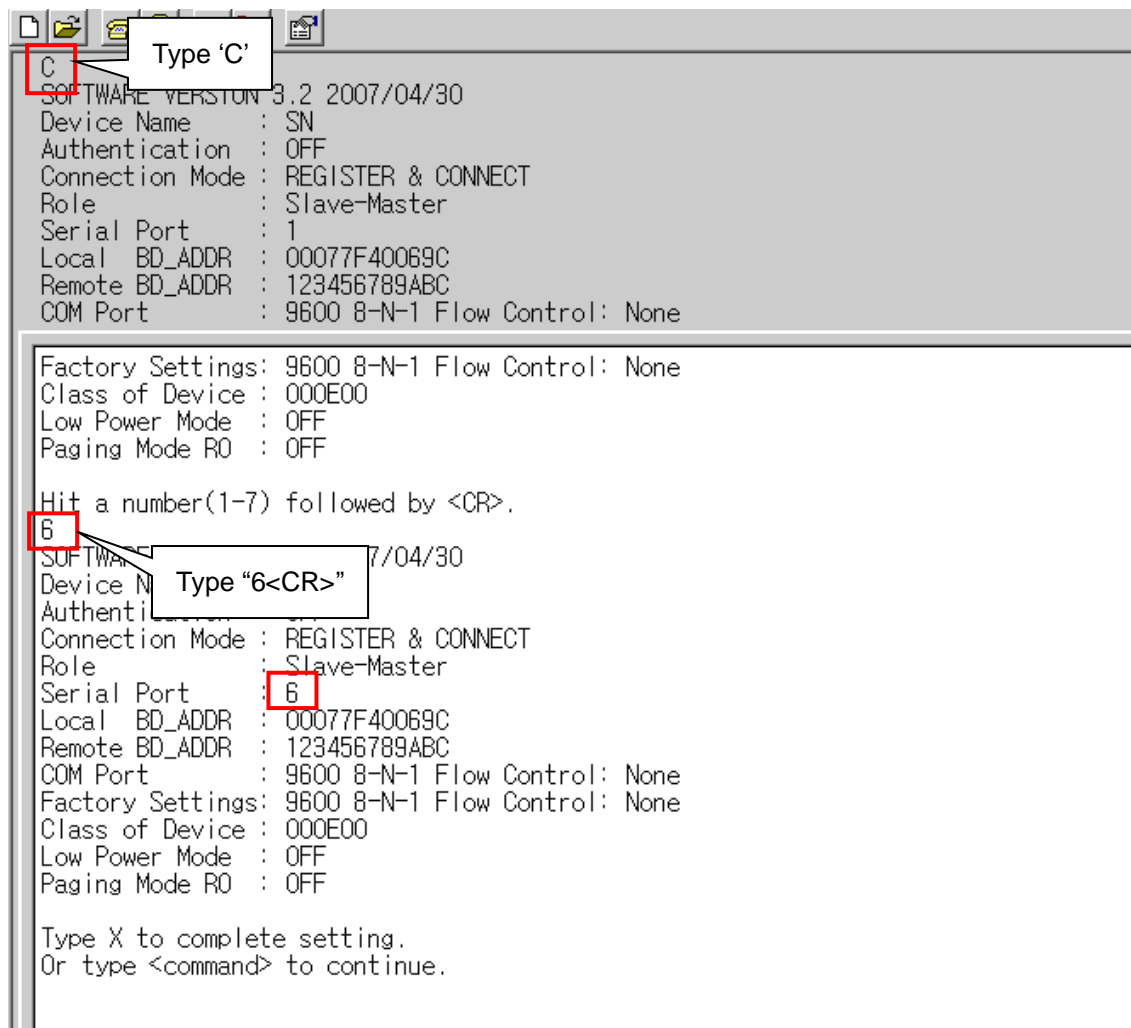 Type ‘C’
C
SOFTWARE VERSION 3.2 2007/04/30
Device Name : SN
Authentication : OFF
Connection Mode : REGISTER & CONNECT
Role : Slave-Master
Serial Port : 1
Local BD_ADDR : 00077F40069C
Remote BD_ADDR : 123456789ABC
COM Port : 9600 8-N-1 Flow Control: None
Factory Settings: 9600 8-N-1 Flow Control: None
Class of Device : 000E00
Low Power Mode : OFF
Paging Mode R0 : OFF
Hit a number(1-7) followed by <CR>.
6
7/04/30
Type “6<CR>”
Device
Connection Mode : REGISTER & CONNECT
Role : Slave-Master
Serial Port : 6
Local BD_ADDR : 00077F40069C
Remote BD_ADDR : 123456789ABC
COM Port : 9600 8-N-1 Flow Control: None
Factory Settings: 9600 8-N-1 Flow Control: None
Class of Device : 000E00
Low Power Mode : OFF
Paging Mode R0 : OFF
Type X to complete setting.
Or type <command> to continue.